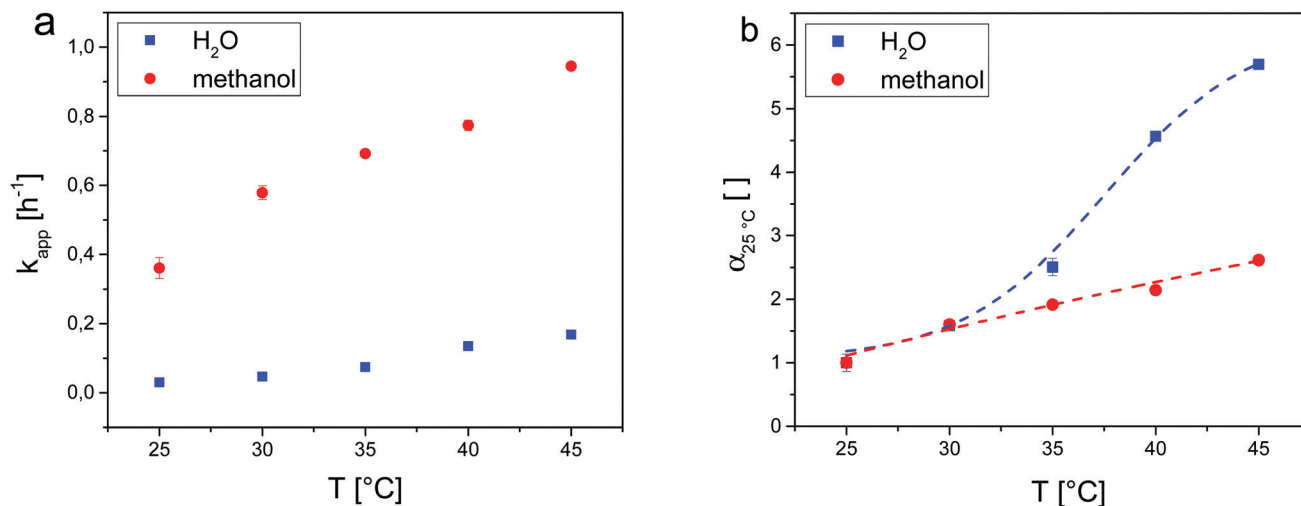 a
H₂O
methanol
1,0
0,8
0,6
0,4
0,2
0,0
k_app [h⁻¹]
25 30 35 40 45
T [°C]
b
H₂O
methanol
6
5
4
3
2
1
0
α₂₅ °C [ ]
25 30 35 40 45
T [°C]